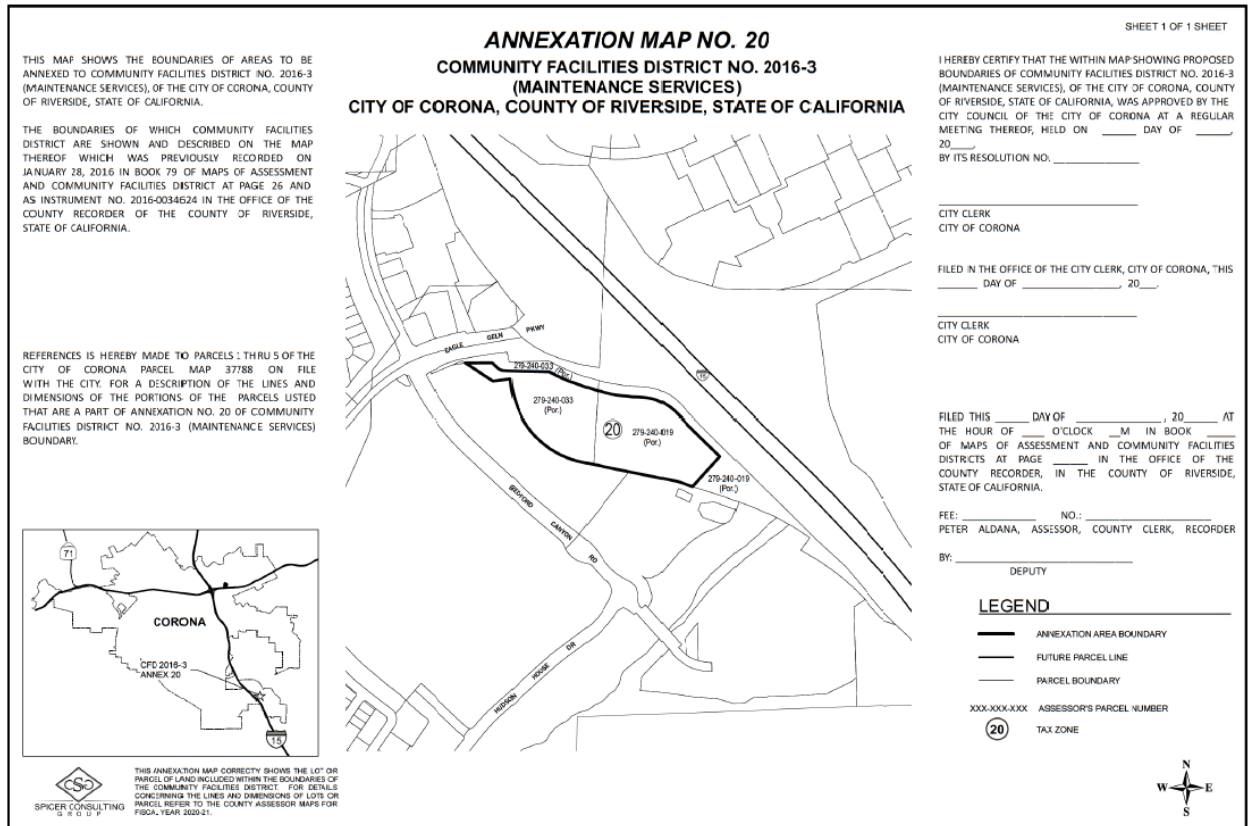 SHEET 1 OF 1 SHEET
ANNEXATION MAP NO. 20
COMMUNITY FACILITIES DISTRICT NO. 2016-3
(MAINTENANCE SERVICES)
CITY OF CORONA, COUNTY OF RIVERSIDE, STATE OF CALIFORNIA
THIS MAP SHOWS THE BOUNDARIES OF AREAS TO BE
ANNEXED TO COMMUNITY FACILITIES DISTRICT NO. 2016-3
(MAINTENANCE SERVICES), OF THE CITY OF CORONA, COUNTY
OF RIVERSIDE, STATE OF CALIFORNIA.
THE BOUNDARIES OF WHICH COMMUNITY FACILITIES
DISTRICT ARE SHOWN AND DESCRIBED ON THE MAP
THEREOF WHICH WAS PREVIOUSLY RECORDED ON
JANUARY 28, 2016 IN BOOK 79 OF MAPS OF ASSESSMENT
AND COMMUNITY FACILITIES DISTRICT AT PAGE 26 AND
AS INSTRUMENT NO. 2016-0034624 IN THE OFFICE OF THE
COUNTY RECORDER OF THE COUNTY OF RIVERSIDE,
STATE OF CALIFORNIA.
REFERENCES IS HEREBY MADE TO PARCELS 1 THRU 5 OF THE
CITY OF CORONA PARCEL MAP 37788 ON FILE
WITH THE CITY. FOR A DESCRIPTION OF THE LINES AND
DIMENSIONS OF THE PORTIONS OF THE PARCELS LISTED
THAT ARE A PART OF ANNEXATION NO. 20 OF COMMUNITY
FACILITIES DISTRICT NO. 2016-3 (MAINTENANCE SERVICES)
BOUNDARY.
71
CORONA
CFD 2016-3
ANNEX 20
15
SPICER CONSULTING
GROUP
THIS ANNEXATION MAP CORRECTY SHOWS THE LOT OR
PARCEL OF LAND INCLUDED WITHIN THE BOUNDARIES OF
THE COMMUNITY FACILITIES DISTRICT. FOR DETAILS
CONCERNING THE LINES AND DIMENSIONS OF LOTS OR
PARCEL REFER TO THE COUNTY ASSESSOR MAPS FOR
FISCAL YEAR 2020-21.
EAGLE GELN PKWY
15
279-240-033 (Por.)
279-240-033
(Por.)
20
279-240-019
(Por.)
279-240-019
(Por.)
BEDFORD CANYON RD
HUDSON HOUSE DR
I HEREBY CERTIFY THAT THE WITHIN MAP SHOWING PROPOSED
BOUNDARIES OF COMMUNITY FACILITIES DISTRICT NO. 2016-3
(MAINTENANCE SERVICES), OF THE CITY OF CORONA, COUNTY
OF RIVERSIDE, STATE OF CALIFORNIA, WAS APPROVED BY THE
CITY COUNCIL OF THE CITY OF CORONA AT A REGULAR
MEETING THEREOF, HELD ON _____ DAY OF _____,
20___.
BY ITS RESOLUTION NO. _____________
CITY CLERK
CITY OF CORONA
FILED IN THE OFFICE OF THE CITY CLERK, CITY OF CORONA, THIS
______ DAY OF _______________, 20___.
CITY CLERK
CITY OF CORONA
FILED THIS _____ DAY OF _____________, 20____ AT
THE HOUR OF ___ O'CLOCK __M IN BOOK ____
OF MAPS OF ASSESSMENT AND COMMUNITY FACILITIES
DISTRICTS AT PAGE _____ IN THE OFFICE OF THE
COUNTY RECORDER, IN THE COUNTY OF RIVERSIDE,
STATE OF CALIFORNIA.
FEE: ___________ NO.: ___________________
PETER ALDANA, ASSESSOR, COUNTY CLERK, RECORDER
BY: ___________________________
DEPUTY
LEGEND
ANNEXATION AREA BOUNDARY
FUTURE PARCEL LINE
PARCEL BOUNDARY
XXX-XXX-XXX ASSESSOR'S PARCEL NUMBER
20 TAX ZONE
N
W E
S